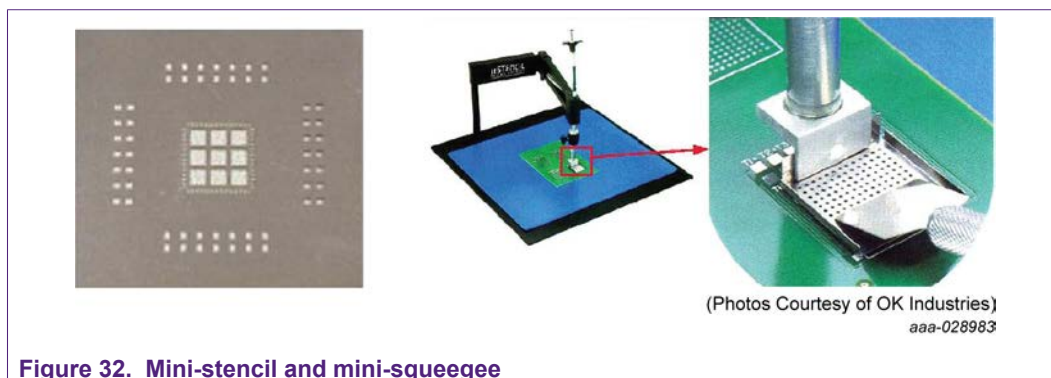 (Photos Courtesy of OK Industries)
aaa-028983
Figure 32. Mini-stencil and mini-squeegee